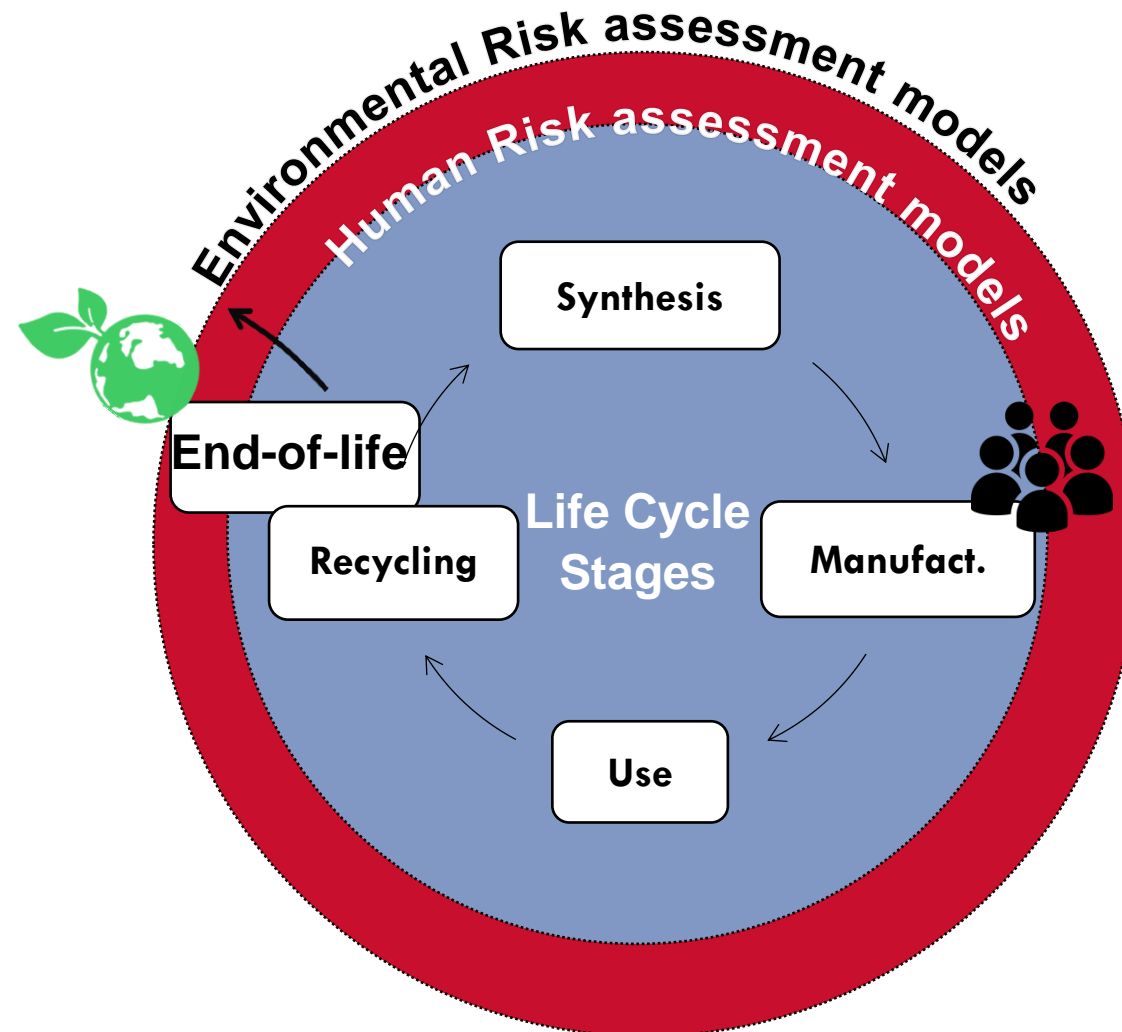 Environmental Risk assessment models
Human Risk assessment models
Synthesis
End-of-life
Life Cycle
Stages
Recycling
Manufact.
Use